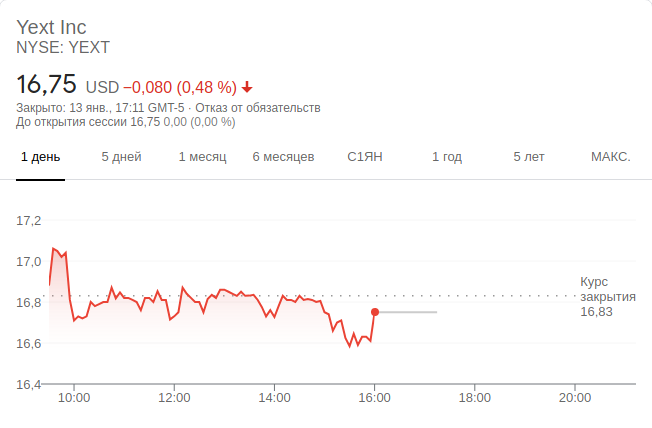 Yext Inc
NYSE: YEXT
16,75 USD −0,080 (0,48 %)
Закрыто: 13 янв., 17:11 GMT-5 · Отказ от обязательств
До открытия сессии 16,75 0,00 (0,00 %)
1 день 5 дней 1 месяц 6 месяцев С1ЯН 1 год 5 лет МАКС.
17,2
17,0
16,8
16,6
16,4
Курс
закрытия
16,83
10:00 12:00 14:00 16:00 18:00 20:00